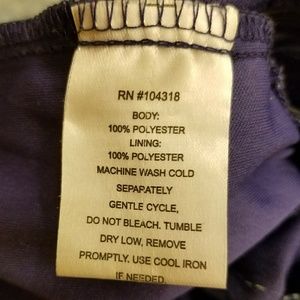 RN #104318
BODY:
100% POLYESTER
LINING:
100% POLYESTER
MACHINE WASH COLD
SEPARATELY
GENTLE CYCLE,
DO NOT BLEACH. TUMBLE
DRY LOW, REMOVE
PROMPTLY. USE COOL IRON
IF NEEDED